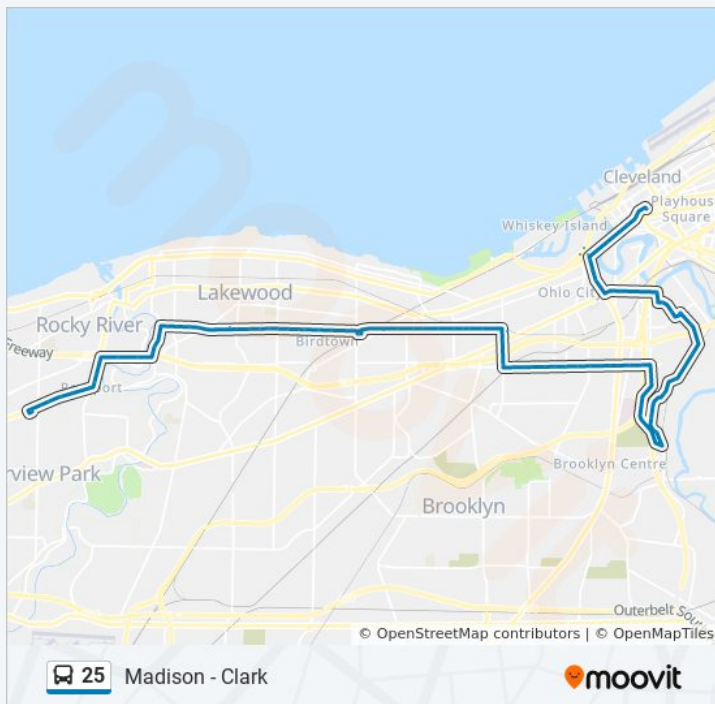 Cleveland
Playhouse
Square
Whiskey Island
Ohio City
Lakewood
Rocky River
Birdtown
Freeway
rview Park
Brooklyn Centre
Brooklyn
Outerbelt Sou
© OpenStreetMap contributors | © OpenMapTiles
25 Madison - Clark
moovit